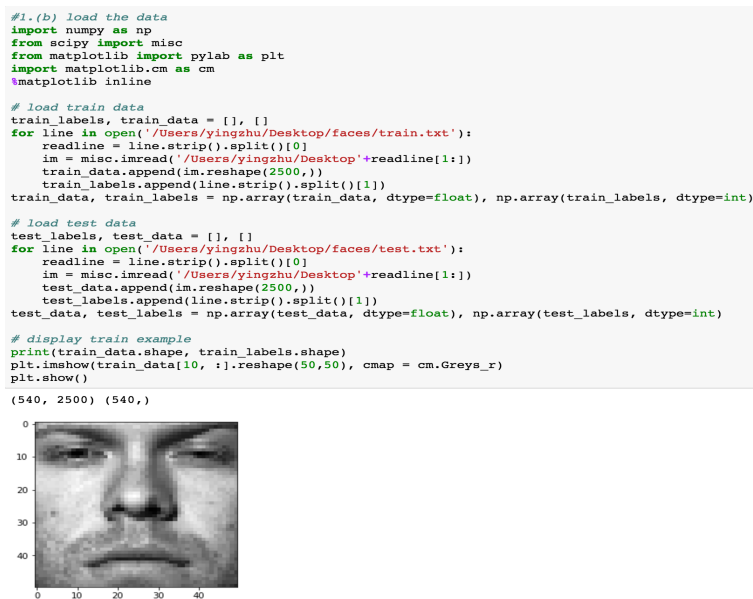 #1.(b) load the data
import numpy as np
from scipy import misc
from matplotlib import pylab as plt
import matplotlib.cm as cm
%matplotlib inline

# load train data
train_labels, train_data = [], []
for line in open('/Users/yingzhu/Desktop/faces/train.txt'):
    readline = line.strip().split()[0]
    im = misc.imread('/Users/yingzhu/Desktop'+readline[1:])
    train_data.append(im.reshape(2500,))
    train_labels.append(line.strip().split()[1])
train_data, train_labels = np.array(train_data, dtype=float), np.array(train_labels, dtype=int)

# load test data
test_labels, test_data = [], []
for line in open('/Users/yingzhu/Desktop/faces/test.txt'):
    readline = line.strip().split()[0]
    im = misc.imread('/Users/yingzhu/Desktop'+readline[1:])
    test_data.append(im.reshape(2500,))
    test_labels.append(line.strip().split()[1])
test_data, test_labels = np.array(test_data, dtype=float), np.array(test_labels, dtype=int)

# display train example
print(train_data.shape, train_labels.shape)
plt.imshow(train_data[10, :].reshape(50,50), cmap = cm.Greys_r)
plt.show()

(540, 2500) (540,)
0
10
20
30
40
0 10 20 30 40